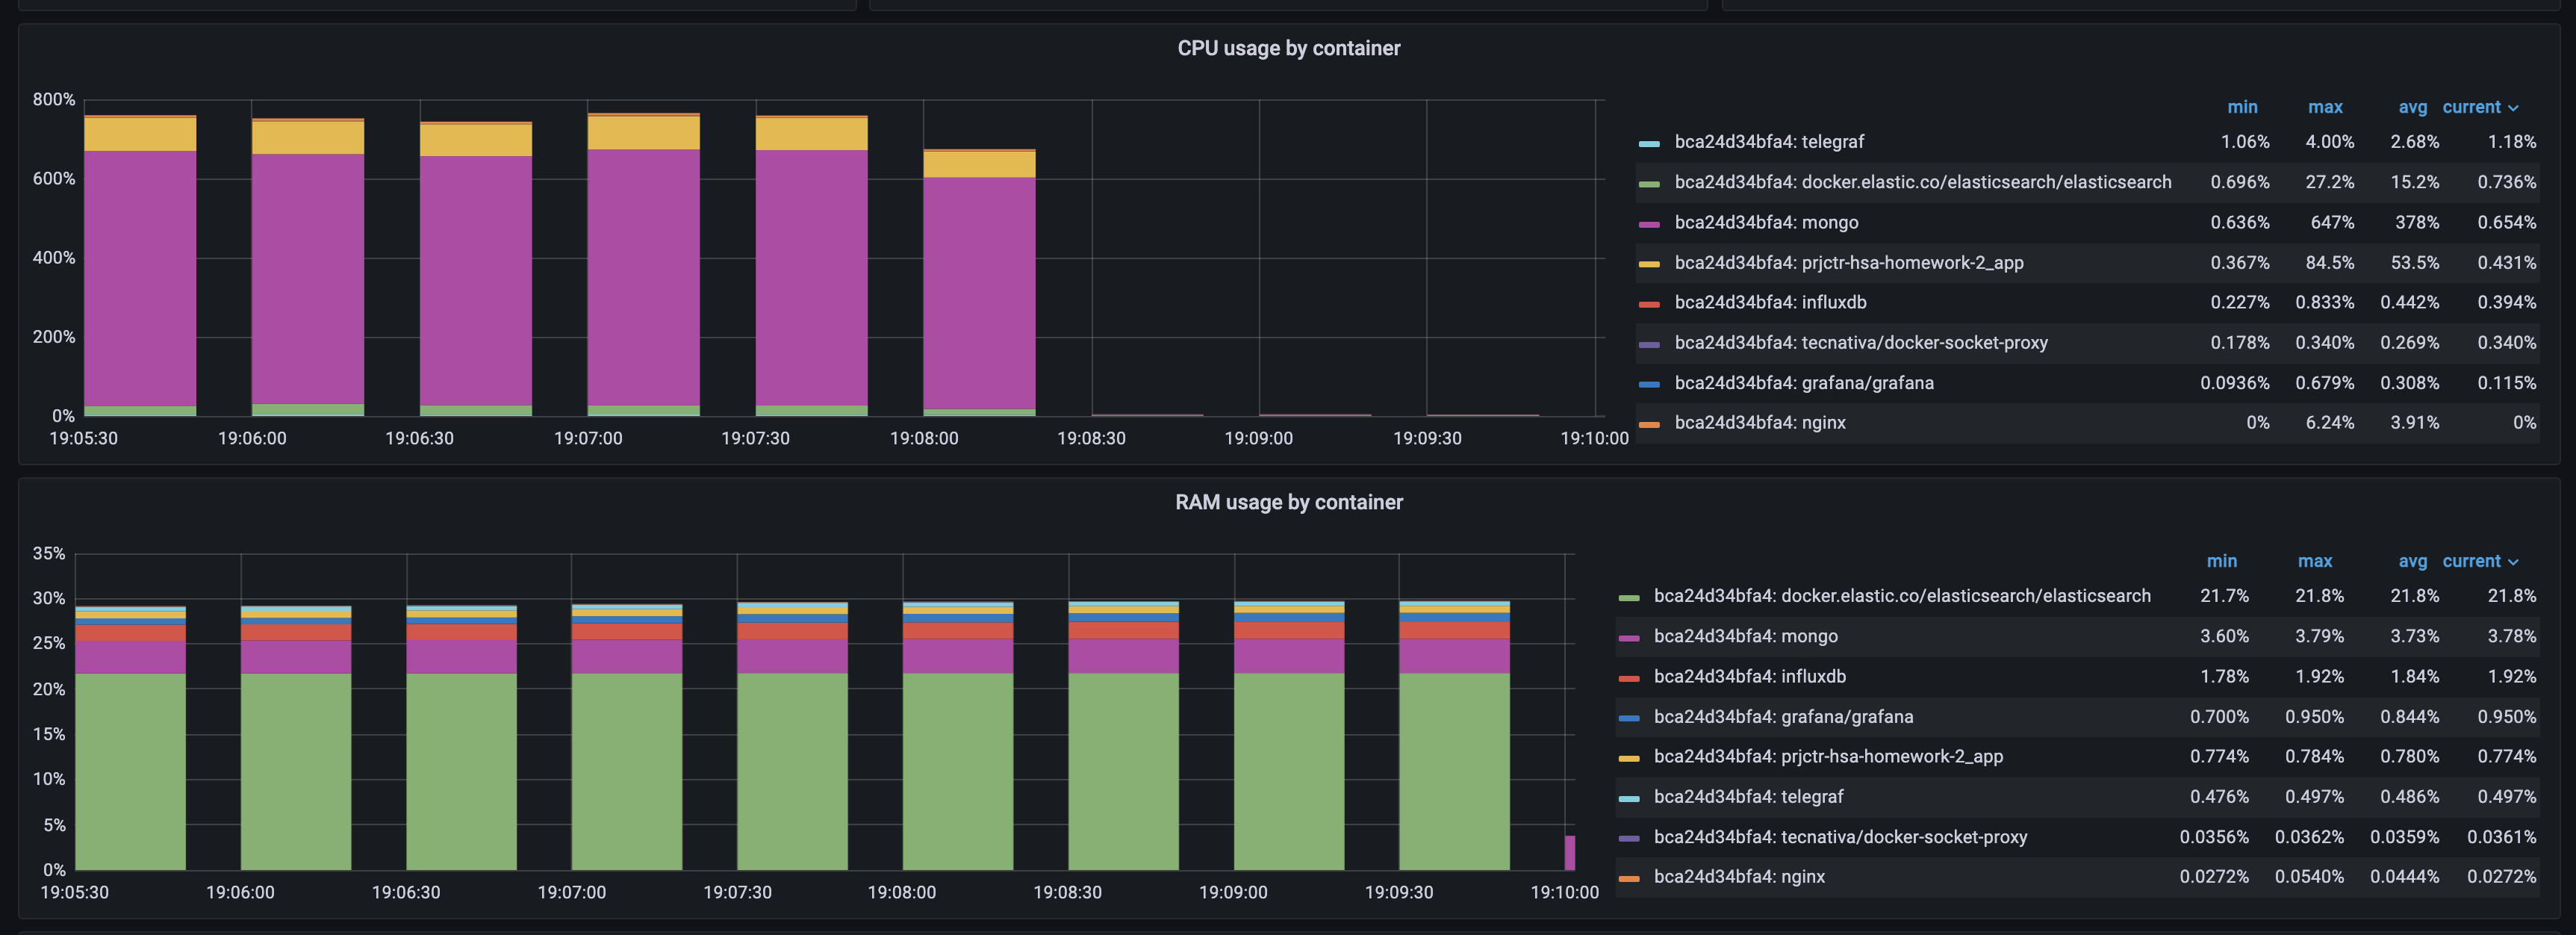 CPU usage by container
800%
600%
400%
200%
0%
19:05:30 19:06:00 19:06:30 19:07:00 19:07:30 19:08:00 19:08:30 19:09:00 19:09:30 19:10:00
min max avg current
bca24d34bfa4: telegraf 1.06% 4.00% 2.68% 1.18%
bca24d34bfa4: docker.elastic.co/elasticsearch/elasticsearch 0.696% 27.2% 15.2% 0.736%
bca24d34bfa4: mongo 0.636% 647% 378% 0.654%
bca24d34bfa4: prjctr-hsa-homework-2_app 0.367% 84.5% 53.5% 0.431%
bca24d34bfa4: influxdb 0.227% 0.833% 0.442% 0.394%
bca24d34bfa4: tecnativa/docker-socket-proxy 0.178% 0.340% 0.269% 0.340%
bca24d34bfa4: grafana/grafana 0.0936% 0.679% 0.308% 0.115%
bca24d34bfa4: nginx 0% 6.24% 3.91% 0%
RAM usage by container
35%
30%
25%
20%
15%
10%
5%
0%
19:05:30 19:06:00 19:06:30 19:07:00 19:07:30 19:08:00 19:08:30 19:09:00 19:09:30 19:10:00
min max avg current
bca24d34bfa4: docker.elastic.co/elasticsearch/elasticsearch 21.7% 21.8% 21.8% 21.8%
bca24d34bfa4: mongo 3.60% 3.79% 3.73% 3.78%
bca24d34bfa4: influxdb 1.78% 1.92% 1.84% 1.92%
bca24d34bfa4: grafana/grafana 0.700% 0.950% 0.844% 0.950%
bca24d34bfa4: prjctr-hsa-homework-2_app 0.774% 0.784% 0.780% 0.774%
bca24d34bfa4: telegraf 0.476% 0.497% 0.486% 0.497%
bca24d34bfa4: tecnativa/docker-socket-proxy 0.0356% 0.0362% 0.0359% 0.0361%
bca24d34bfa4: nginx 0.0272% 0.0540% 0.0444% 0.0272%